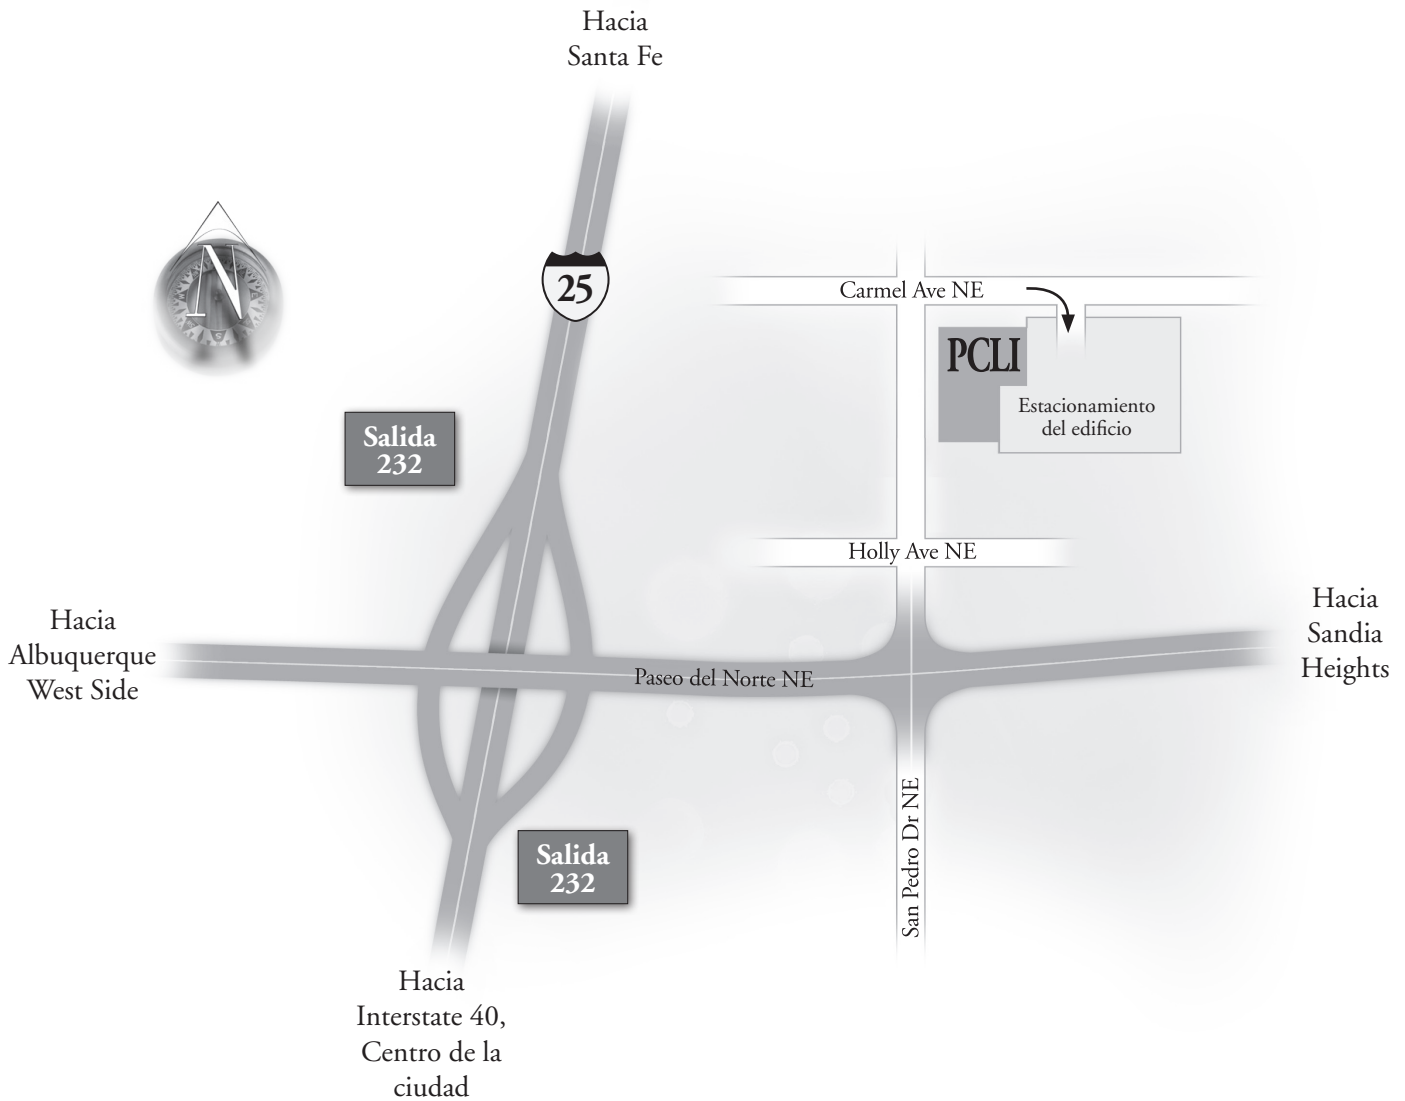 Hacia
Santa Fe
N
25
Carmel Ave NE
PCLI
Estacionamiento
del edificio
Salida
232
Holly Ave NE
Hacia
Albuquerque
West Side
Hacia
Sandia
Heights
Paseo del Norte NE
San Pedro Dr NE
Salida
232
Hacia
Interstate 40,
Centro de la
ciudad